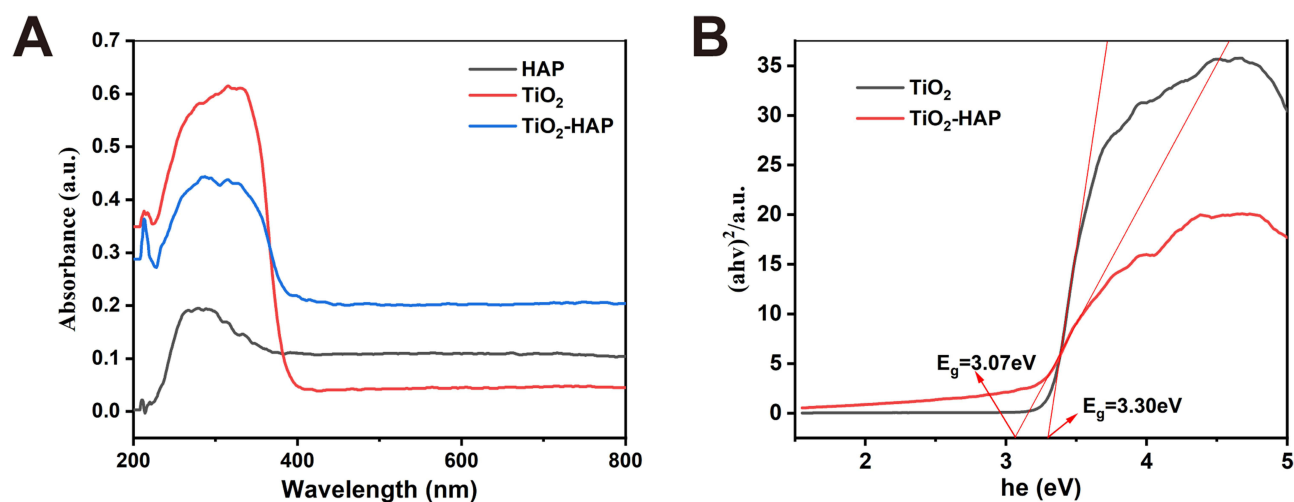 A
0.7
0.6
0.5
0.4
0.3
0.2
0.1
0.0
200
400
600
800
Absorbance (a.u.)
Wavelength (nm)
HAP
TiO₂
TiO₂-HAP
B
35
30
25
20
15
10
5
0
2
3
4
5
(ahv)²/a.u.
he (eV)
TiO₂
TiO₂-HAP
E_g=3.07eV
E_g=3.30eV